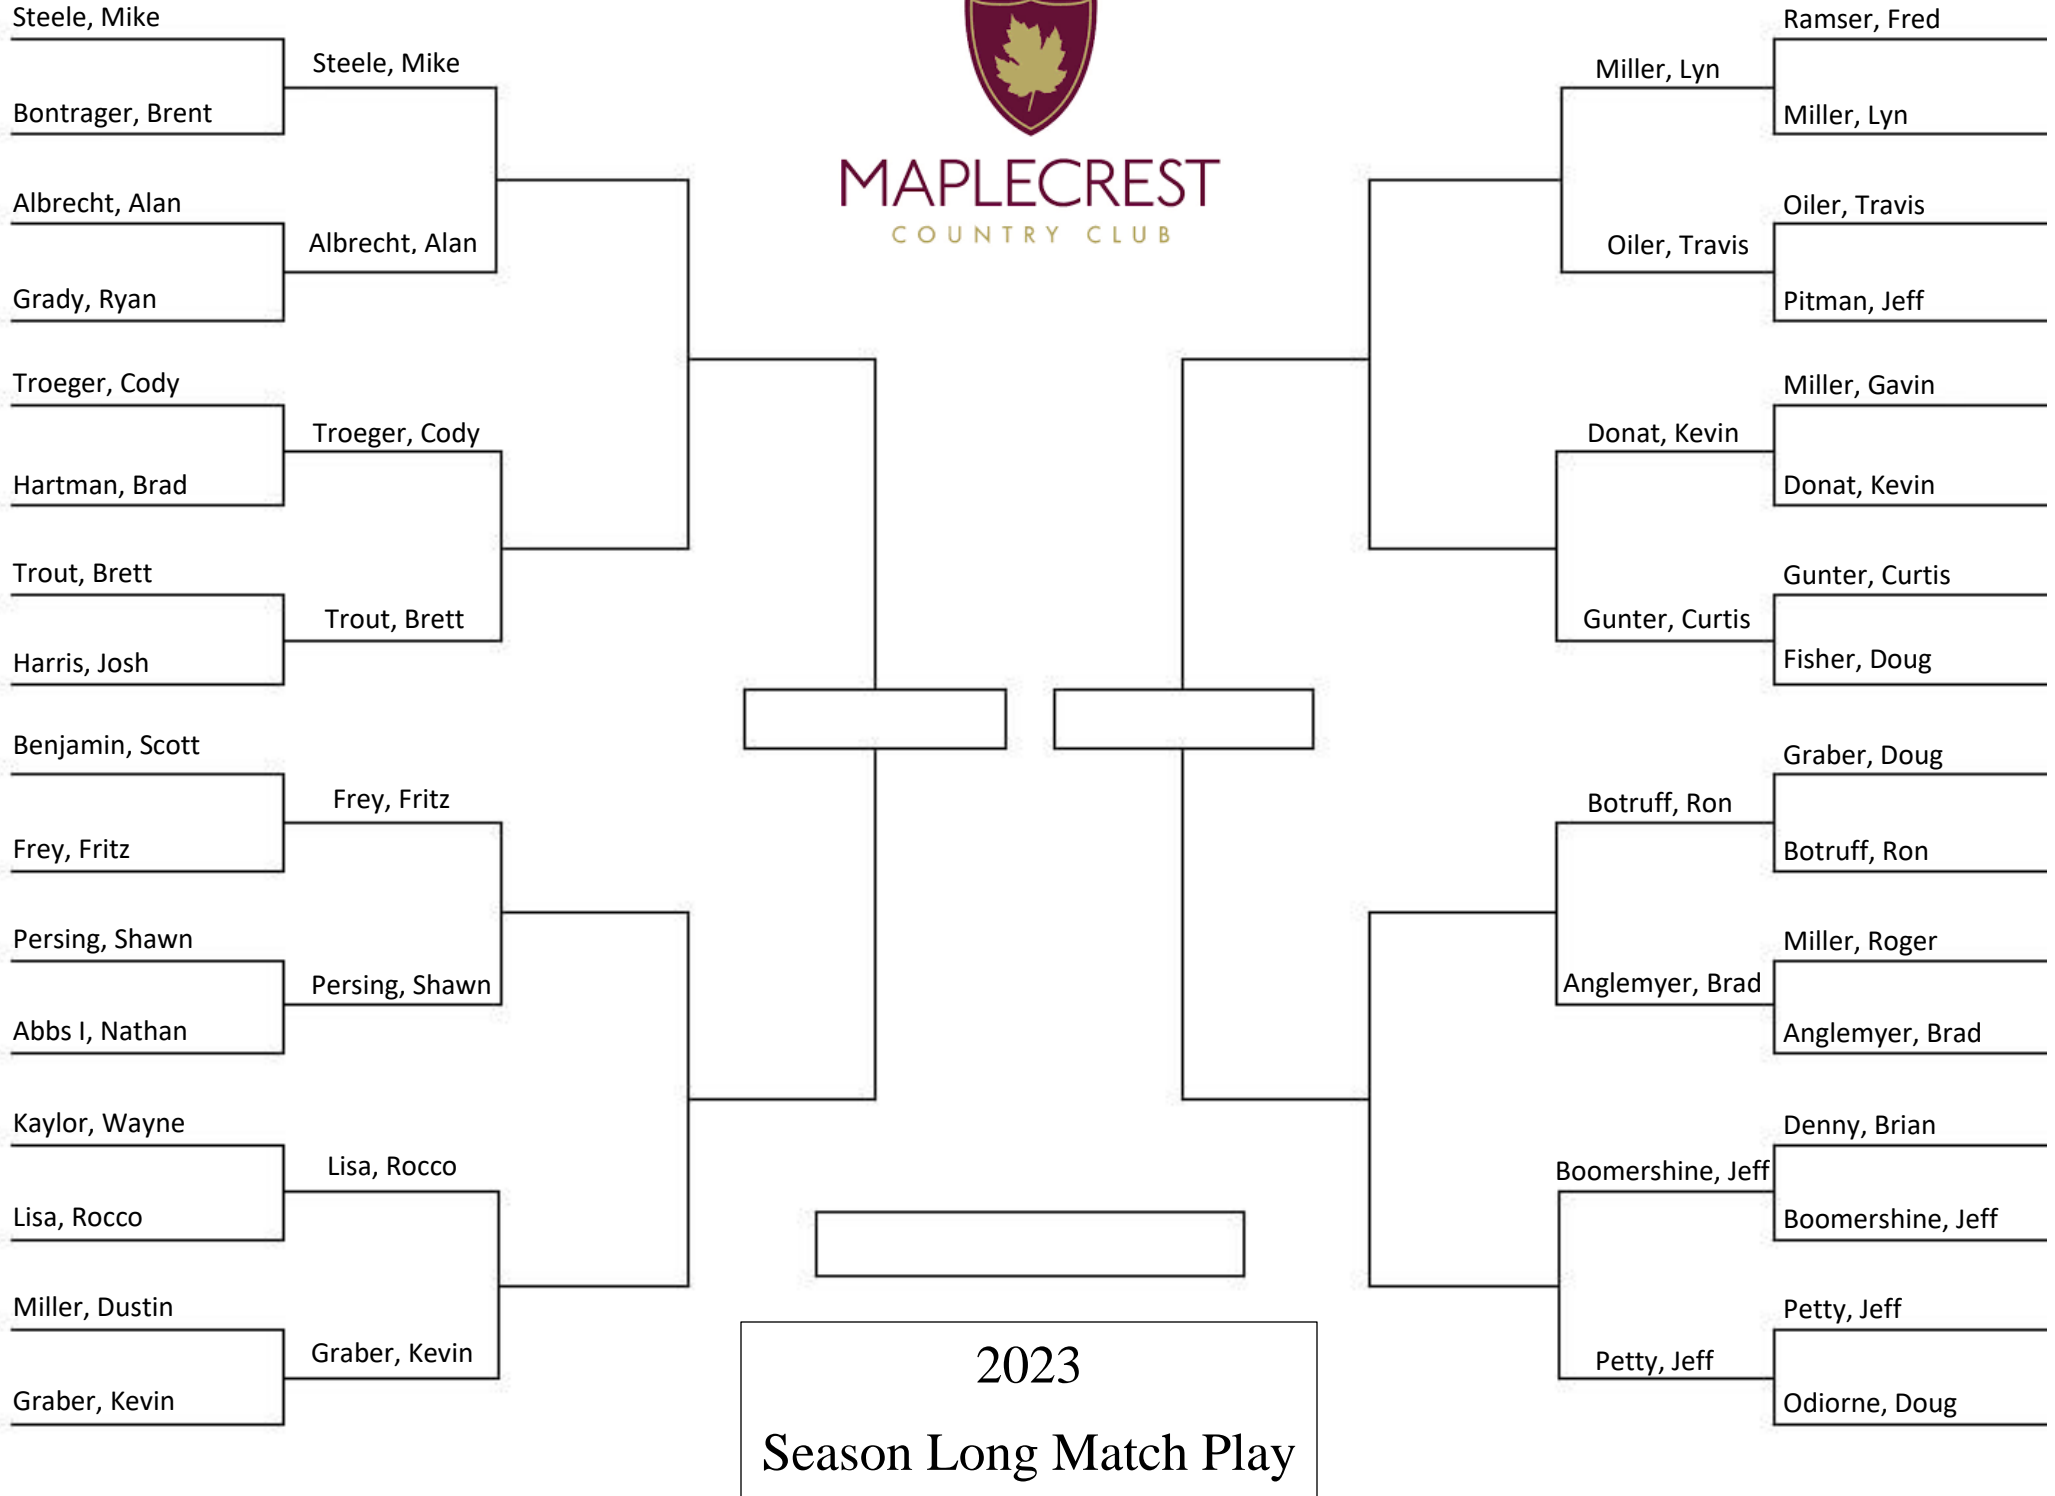 Steele, Mike
Bontrager, Brent
Albrecht, Alan
Grady, Ryan
Troeger, Cody
Hartman, Brad
Trout, Brett
Harris, Josh
Benjamin, Scott
Frey, Fritz
Persing, Shawn
Abbs I, Nathan
Kaylor, Wayne
Lisa, Rocco
Miller, Dustin
Graber, Kevin
Steele, Mike
Albrecht, Alan
Troeger, Cody
Trout, Brett
Frey, Fritz
Persing, Shawn
Lisa, Rocco
Graber, Kevin
MAPLECREST
COUNTRY CLUB
2023
Season Long Match Play
Miller, Lyn
Oiler, Travis
Donat, Kevin
Gunter, Curtis
Botruff, Ron
Anglemyer, Brad
Boomershine, Jeff
Petty, Jeff
Ramser, Fred
Miller, Lyn
Oiler, Travis
Pitman, Jeff
Miller, Gavin
Donat, Kevin
Gunter, Curtis
Fisher, Doug
Graber, Doug
Botruff, Ron
Miller, Roger
Anglemyer, Brad
Denny, Brian
Boomershine, Jeff
Petty, Jeff
Odiorne, Doug